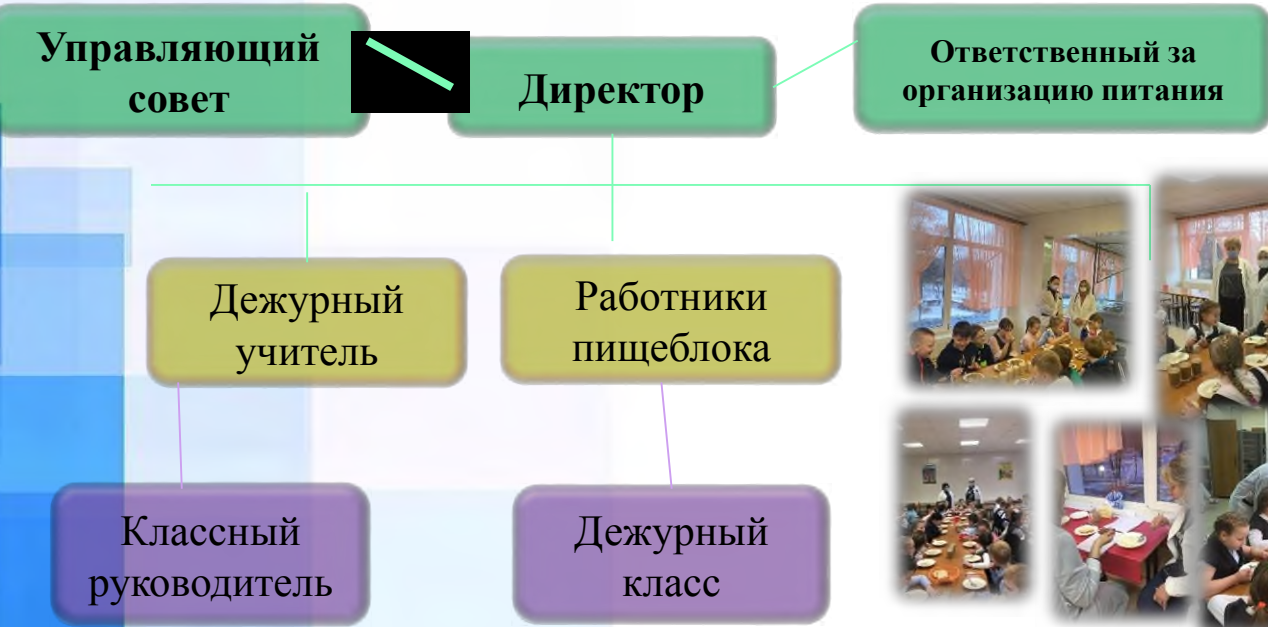 Управляющий
совет
Директор
Ответственный за
организацию питания
Дежурный
учитель
Работники
пищеблока
Классный
руководитель
Дежурный
класс